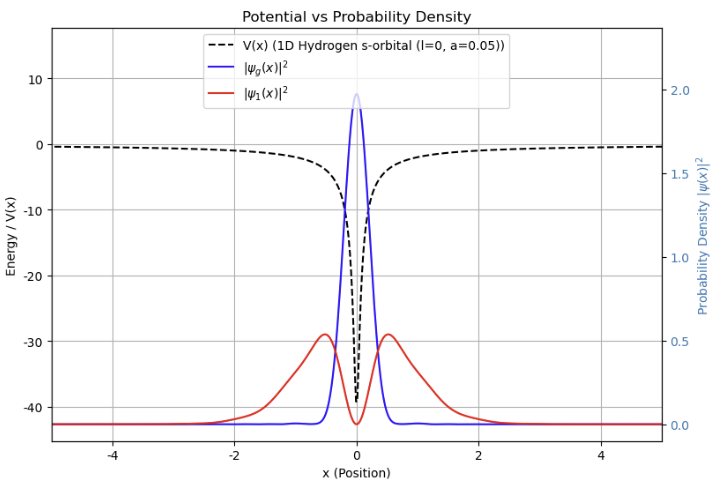 Potential vs Probability Density
V(x) (1D Hydrogen s-orbital (l=0, a=0.05))
|ψg(x)|²
|ψ1(x)|²
10
0
-10
-20
-30
-40
Energy / V(x)
2.0
1.5
1.0
0.5
0.0
Probability Density |ψ(x)|²
-4
-2
0
2
4
x (Position)